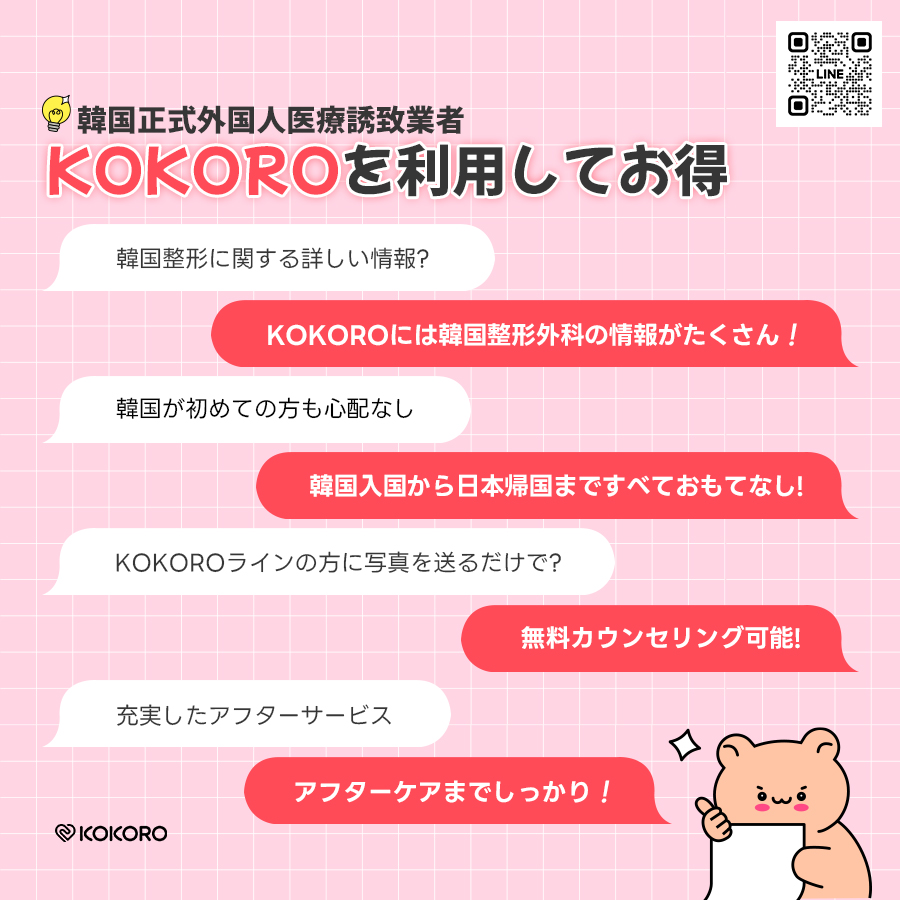 LINE
韓国正式外国人医療誘致業者
KOKOROを利用してお得
韓国整形に関する詳しい情報?
KOKOROには韓国整形外科の情報がたくさん!
韓国が初めての方も心配なし
韓国入国から日本帰国まですべておもてなし!
KOKOROラインの方に写真を送るだけで?
無料カウンセリング可能!
充実したアフターサービス
アフターケアまでしっかり!
KOKORO